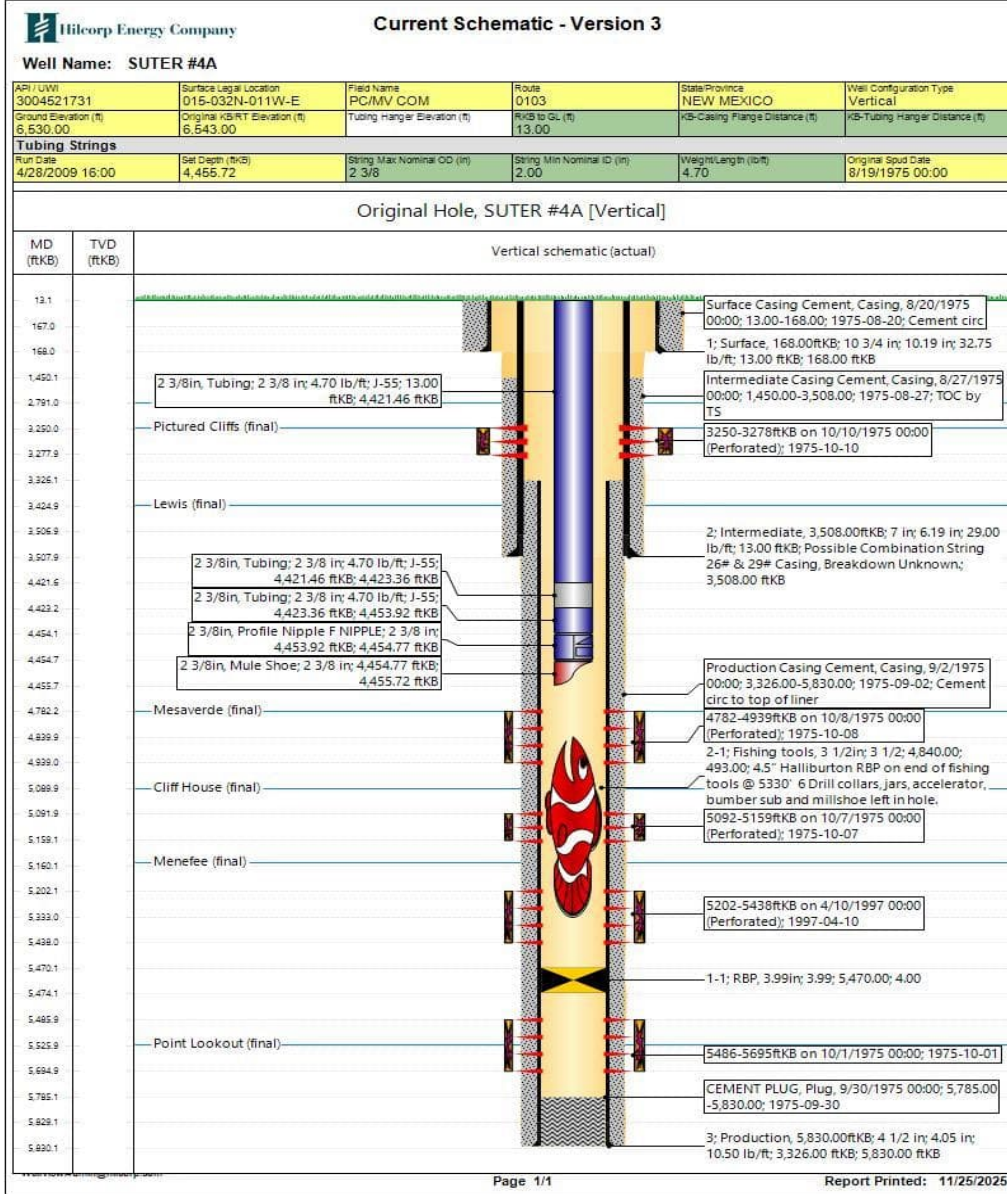 Hilcorp Energy Company
Current Schematic - Version 3
Well Name: SUTER #4A
API / UWI
3004521731
Surface Legal Location
015-032N-011W-E
Field Name
PC/MV COM
Route
0103
State/Province
NEW MEXICO
Well Configuration Type
Vertical
Ground Elevation (ft)
6,530.00
Original KB/RT Elevation (ft)
6,543.00
Tubing Hanger Elevation (ft)
RKB to GL (ft)
13.00
KB-Casing Flange Distance (ft)
KB-Tubing Hanger Distance (ft)
Tubing Strings
Run Date
4/28/2009 16:00
Set Depth (ftKB)
4,455.72
String Max Nominal OD (in)
2 3/8
String Min Nominal ID (in)
2.00
Weight/Length (lb/ft)
4.70
Original Spud Date
8/19/1975 00:00
Original Hole, SUTER #4A [Vertical]
MD
(ftKB)
TVD
(ftKB)
Vertical schematic (actual)
13.1
167.0
168.0
1,450.1
2,791.0
3,250.0
3,277.9
3,326.1
3,424.9
3,506.9
3,507.9
4,421.6
4,423.2
4,454.1
4,454.7
4,455.7
4,782.2
4,839.9
4,939.0
5,089.9
5,091.9
5,159.1
5,160.1
5,202.1
5,333.0
5,438.0
5,470.1
5,474.1
5,485.9
5,525.9
5,694.9
5,785.1
5,829.1
5,830.1
2 3/8in, Tubing; 2 3/8 in; 4.70 lb/ft; J-55; 13.00
ftKB; 4,421.46 ftKB
Pictured Cliffs (final)
Lewis (final)
2 3/8in, Tubing; 2 3/8 in; 4.70 lb/ft; J-55;
4,421.46 ftKB; 4,423.36 ftKB
2 3/8in, Tubing; 2 3/8 in; 4.70 lb/ft; J-55;
4,423.36 ftKB; 4,453.92 ftKB
2 3/8in, Profile Nipple F NIPPLE; 2 3/8 in;
4,453.92 ftKB; 4,454.77 ftKB
2 3/8in, Mule Shoe; 2 3/8 in; 4,454.77 ftKB;
4,455.72 ftKB
Mesaverde (final)
Cliff House (final)
Menefee (final)
Point Lookout (final)
Surface Casing Cement, Casing, 8/20/1975
00:00; 13.00-168.00; 1975-08-20; Cement circ
1; Surface, 168.00ftKB; 10 3/4 in; 10.19 in; 32.75
lb/ft; 13.00 ftKB; 168.00 ftKB
Intermediate Casing Cement, Casing, 8/27/1975
00:00; 1,450.00-3,508.00; 1975-08-27; TOC by
TS
3250-3278ftKB on 10/10/1975 00:00
(Perforated); 1975-10-10
2; Intermediate, 3,508.00ftKB; 7 in; 6.19 in; 29.00
lb/ft; 13.00 ftKB; Possible Combination String
26# & 29# Casing, Breakdown Unknown.;
3,508.00 ftKB
Production Casing Cement, Casing, 9/2/1975
00:00; 3,326.00-5,830.00; 1975-09-02; Cement
circ to top of liner
4782-4939ftKB on 10/8/1975 00:00
(Perforated); 1975-10-08
2-1; Fishing tools, 3 1/2in; 3 1/2; 4,840.00;
493.00; 4.5" Halliburton RBP on end of fishing
tools @ 5330' 6 Drill collars, jars, accelerator,
bumber sub and millshoe left in hole.
5092-5159ftKB on 10/7/1975 00:00
(Perforated); 1975-10-07
5202-5438ftKB on 4/10/1997 00:00
(Perforated); 1997-04-10
1-1; RBP, 3.99in; 3.99; 5,470.00; 4.00
5486-5695ftKB on 10/1/1975 00:00; 1975-10-01
CEMENT PLUG, Plug, 9/30/1975 00:00; 5,785.00
-5,830.00; 1975-09-30
3; Production, 5,830.00ftKB; 4 1/2 in; 4.05 in;
10.50 lb/ft; 3,326.00 ftKB; 5,830.00 ftKB
Page 1/1
Report Printed: 11/25/2025